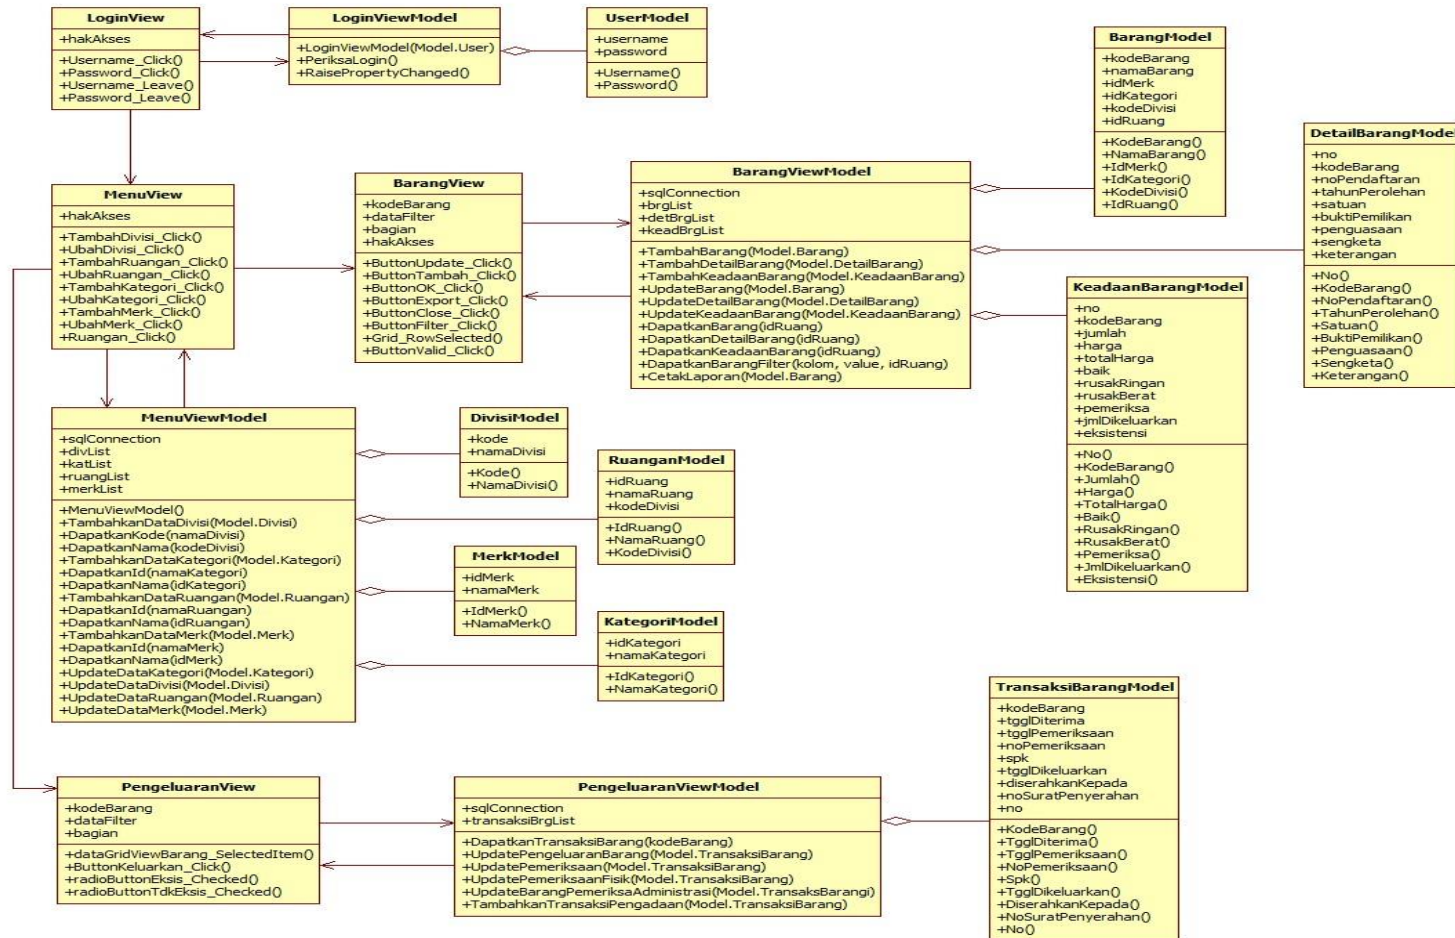 LoginView
+hakAkses
+Username_Click()
+Password_Click()
+Username_Leave()
+Password_Leave()
LoginViewModel
+LoginViewModel(Model.User)
+PeriksaLogin()
+RaisePropertyChanged()
UserModel
+username
+password
+Username()
+Password()
BarangModel
+kodeBarang
+namaBarang
+idMerk
+idKategori
+kodeDivisi
+idRuang
+KodeBarang()
+NamaBarang()
+IdMerk()
+IdKategori()
+KodeDivisi()
+IdRuang()
DetailBarangModel
+no
+kodeBarang
+noPendaftaran
+tahunPerolehan
+satuan
+buktiPemilikan
+penguasaan
+sengketa
+keterangan
+No()
+KodeBarang()
+NoPendaftaran()
+TahunPerolehan()
+Satuan()
+BuktiPemilikan()
+Penguasaan()
+Sengketa()
+Keterangan()
MenuView
+hakAkses
+TambahDivisi_Click()
+UbahDivisi_Click()
+TambahRuangan_Click()
+UbahRuangan_Click()
+TambahKategori_Click()
+UbahKategori_Click()
+TambahMerk_Click()
+UbahMerk_Click()
+Ruangan_Click()
BarangView
+kodeBarang
+dataFilter
+bagian
+hakAkses
+ButtonUpdate_Click()
+ButtonTambah_Click()
+ButtonOK_Click()
+ButtonExport_Click()
+ButtonClose_Click()
+ButtonFilter_Click()
+Grid_RowSelected()
+ButtonValid_Click()
BarangViewModel
+sqlConnection
+brgList
+detBrgList
+keadBrgList
+TambahBarang(Model.Barang)
+TambahDetailBarang(Model.DetailBarang)
+TambahKeadaanBarang(Model.KeadaanBarang)
+UpdateBarang(Model.Barang)
+UpdateDetailBarang(Model.DetailBarang)
+UpdateKeadaanBarang(Model.KeadaanBarang)
+DapatkanBarang(idRuang)
+DapatkanDetailBarang(idRuang)
+DapatkanKeadaanBarang(idRuang)
+DapatkanBarangFilter(kolom, value, idRuang)
+CetakLaporan(Model.Barang)
KeadaanBarangModel
+no
+kodeBarang
+jumlah
+harga
+totalHarga
+baik
+rusakRingan
+rusakBerat
+pemeriksa
+jmlDikeluarkan
+eksistensi
+No()
+KodeBarang()
+Jumlah()
+Harga()
+TotalHarga()
+Baik()
+RusakRingan()
+RusakBerat()
+Pemeriksa()
+JmlDikeluarkan()
+Eksistensi()
MenuViewModel
+sqlConnection
+divList
+katList
+ruangList
+merkList
+MenuViewModel()
+TambahkanDataDivisi(Model.Divisi)
+DapatkanKode(namaDivisi)
+DapatkanNama(kodeDivisi)
+TambahkanDataKategori(Model.Kategori)
+DapatkanId(namaKategori)
+DapatkanNama(idKategori)
+TambahkanDataRuangan(Model.Ruangan)
+DapatkanId(namaRuangan)
+DapatkanNama(idRuangan)
+TambahkanDataMerk(Model.Merk)
+DapatkanId(namaMerk)
+DapatkanNama(idMerk)
+UpdateDataKategori(Model.Kategori)
+UpdateDataDivisi(Model.Divisi)
+UpdateDataRuangan(Model.Ruangan)
+UpdateDataMerk(Model.Merk)
DivisiModel
+kode
+namaDivisi
+Kode()
+NamaDivisi()
RuanganModel
+idRuang
+namaRuang
+kodeDivisi
+IdRuang()
+NamaRuang()
+KodeDivisi()
MerkModel
+idMerk
+namaMerk
+IdMerk()
+NamaMerk()
KategoriModel
+idKategori
+namaKategori
+IdKategori()
+NamaKategori()
TransaksiBarangModel
+kodeBarang
+tgglDiterima
+tgglPemeriksaan
+noPemeriksaan
+spk
+tgglDikeluarkan
+diserahkanKepada
+noSuratPenyerahan
+no
+KodeBarang()
+TgglDiterima()
+TgglPemeriksaan()
+NoPemeriksaan()
+Spk()
+TgglDikeluarkan()
+DiserahkanKepada()
+NoSuratPenyerahan()
+No()
PengeluaranView
+kodeBarang
+dataFilter
+bagian
+dataGridViewBarang_SelectedItem()
+ButtonKeluarkan_Click()
+radioButtonEksis_Checked()
+radioButtonTdkEksis_Checked()
PengeluaranViewModel
+sqlConnection
+transaksiBrgList
+DapatkanTransaksiBarang(kodeBarang)
+UpdatePengeluaranBarang(Model.TransaksiBarang)
+UpdatePemeriksaan(Model.TransaksiBarang)
+UpdatePemeriksaanFisik(Model.TransaksiBarang)
+UpdateBarangPemeriksaAdministrasi(Model.TransaksBarangi)
+TambahkanTransaksiPengadaan(Model.TransaksiBarang)